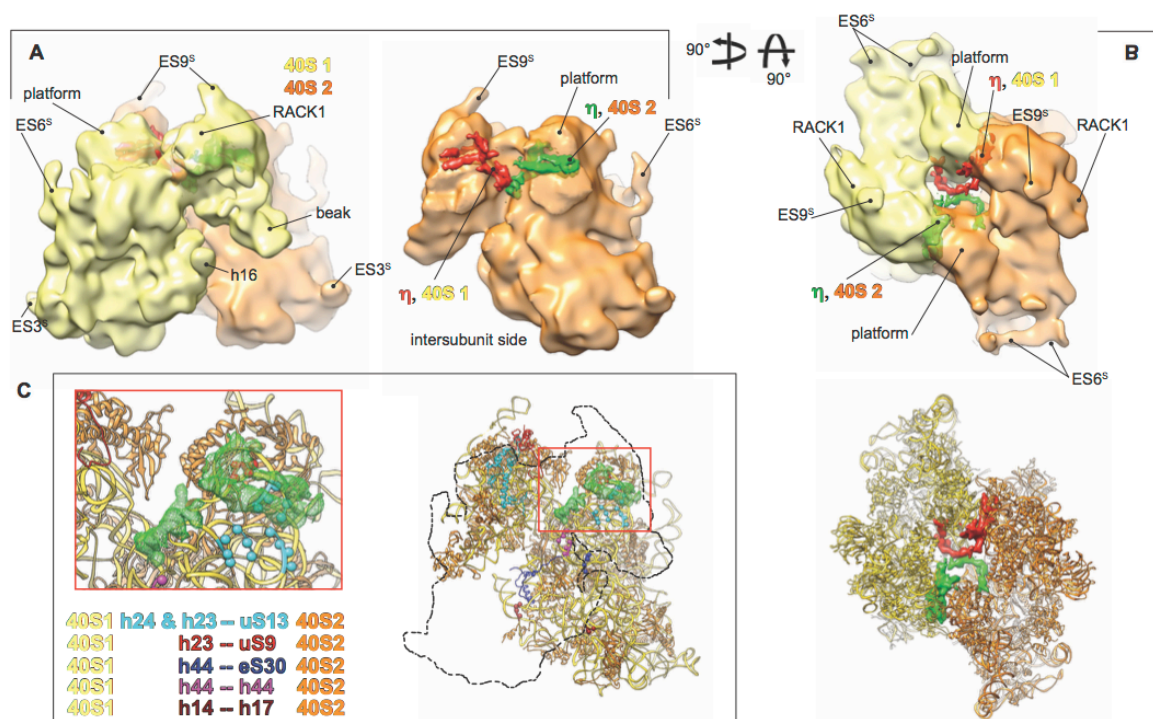 A
ES9ˢ
40S 1
40S 2
platform
RACK1
ES6ˢ
beak
h16
ES3ˢ
ES3ˢ
ES9ˢ
platform
η, 40S 2
ES6ˢ
η, 40S 1
intersubunit side
90°
90°
B
ES6ˢ
platform
η, 40S 1
RACK1
ES9ˢ
RACK1
ES9ˢ
η, 40S 2
platform
ES6ˢ
C
40S1 h24 & h23 -- uS13 40S2
40S1 h23 -- uS9 40S2
40S1 h44 -- eS30 40S2
40S1 h44 -- h44 40S2
40S1 h14 -- h17 40S2